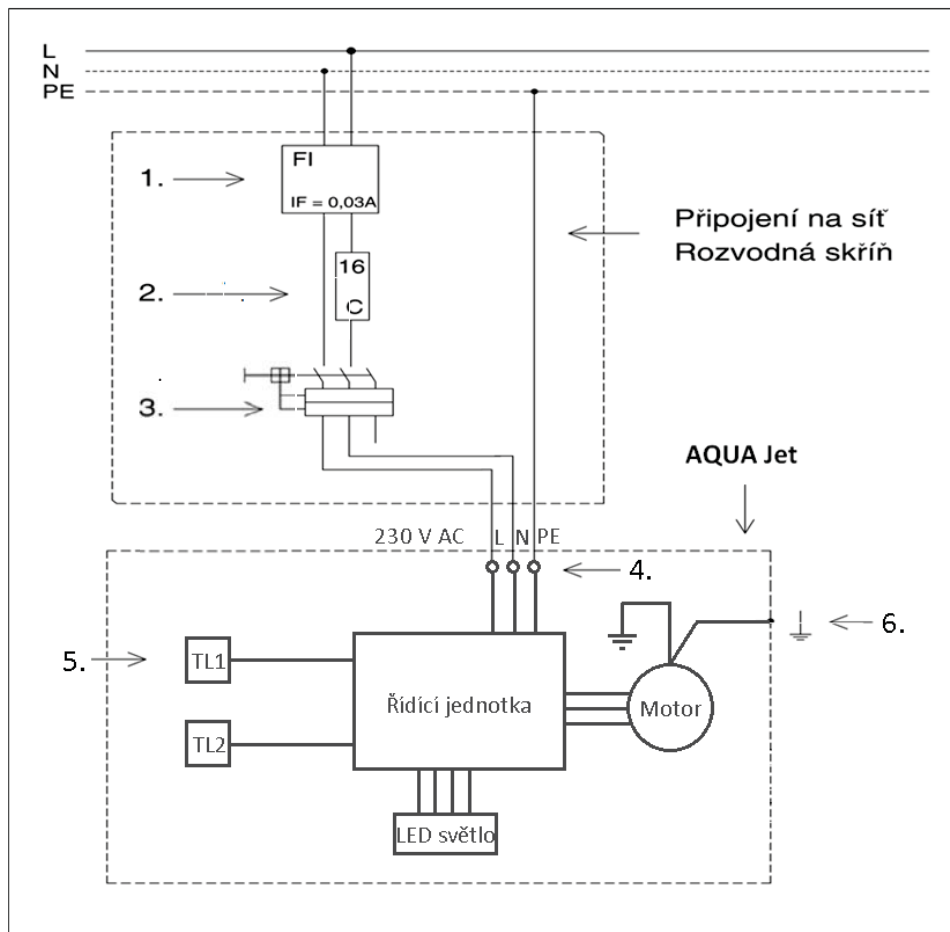 L
N
PE
FI
1.
IF = 0,03A
Připojení na síť
Rozvodná skříň
16
2.
C
3.
AQUA Jet
230 V AC L N PE
4.
6.
5.
TL1
Řídící jednotka
Motor
TL2
LED světlo